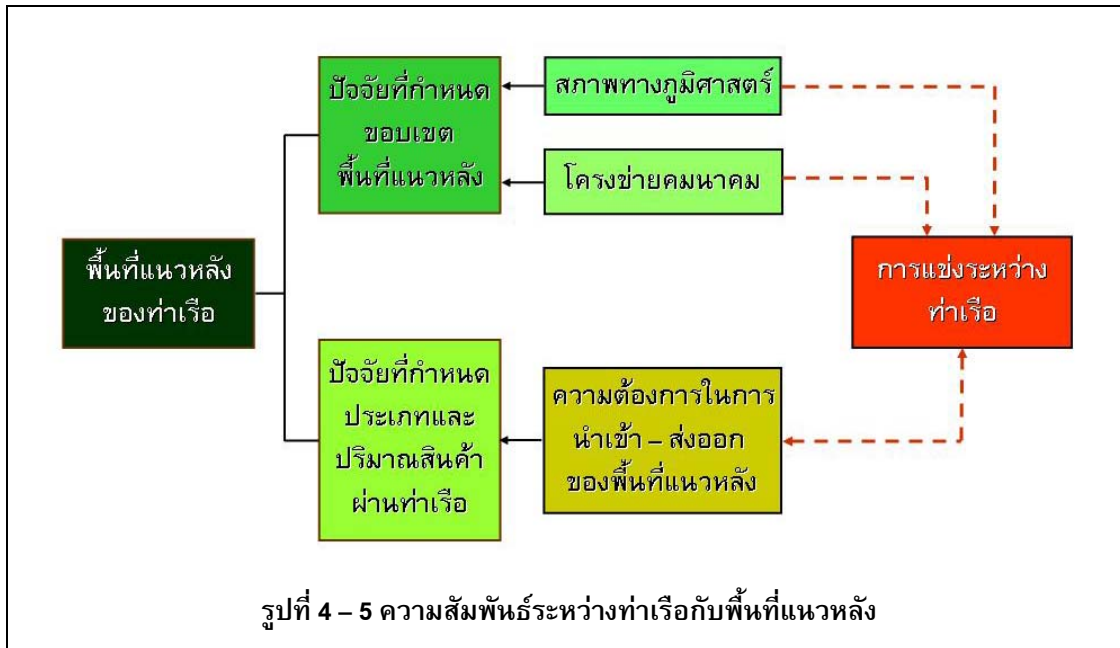 ปัจจัยที่กำหนด
ขอบเขต
พื้นที่แนวหลัง
สภาพทางภูมิศาสตร์
โครงข่ายคมนาคม
พื้นที่แนวหลัง
ของท่าเรือ
การแข่งระหว่าง
ท่าเรือ
ปัจจัยที่กำหนด
ประเภทและ
ปริมาณสินค้า
ผ่านท่าเรือ
ความต้องการในการ
นำเข้า – ส่งออก
ของพื้นที่แนวหลัง
รูปที่ 4 – 5 ความสัมพันธ์ระหว่างท่าเรือกับพื้นที่แนวหลัง